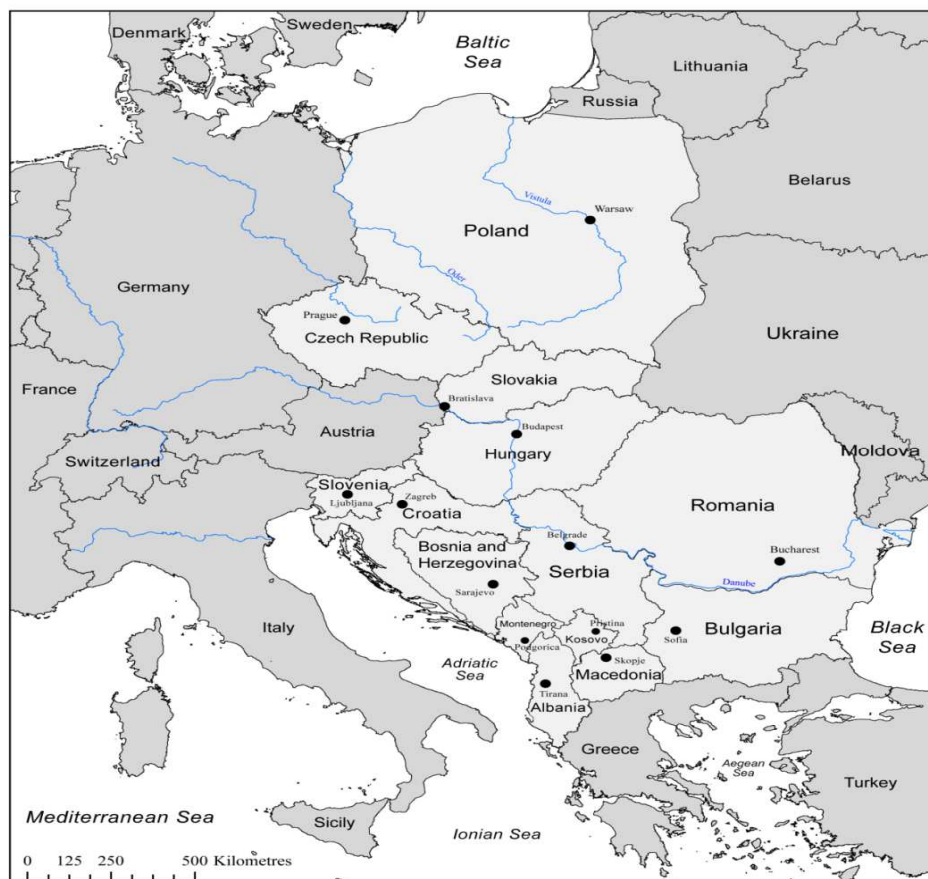 Denmark
Sweden
Baltic
Sea
Lithuania
Russia
Belarus
Vistula
Warsaw
Poland
Oder
Germany
Prague
Czech Republic
Ukraine
Slovakia
France
Bratislava
Austria
Budapest
Hungary
Moldova
Switzerland
Slovenia
Ljubljana
Zagreb
Croatia
Romania
Bosnia and
Herzegovina
Belgrade
Bucharest
Serbia
Danube
Sarajevo
Italy
Montenegro
Pristina
Kosovo
Podgorica
Sofia
Bulgaria
Black
Sea
Adriatic
Sea
Skopje
Macedonia
Tirana
Albania
Greece
Aegean
Sea
Turkey
Mediterranean Sea
Sicily
Ionian Sea
0 125 250 500 Kilometres